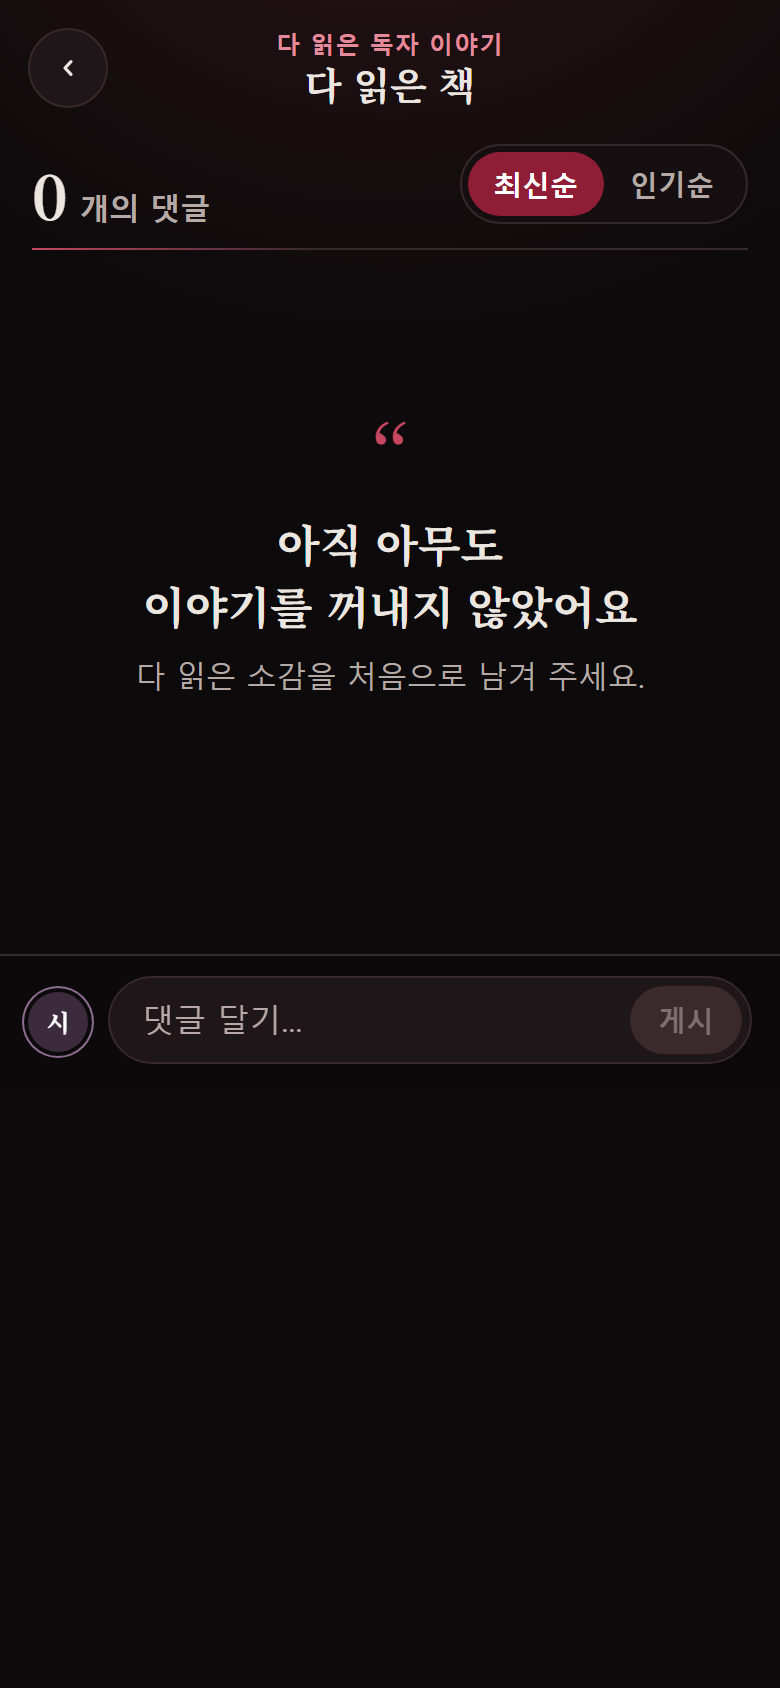 다 읽은 독자 이야기
다 읽은 책
0 개의 댓글
최신순 인기순
“
아직 아무도
이야기를 꺼내지 않았어요
다 읽은 소감을 처음으로 남겨 주세요.
시 댓글 달기... 게시